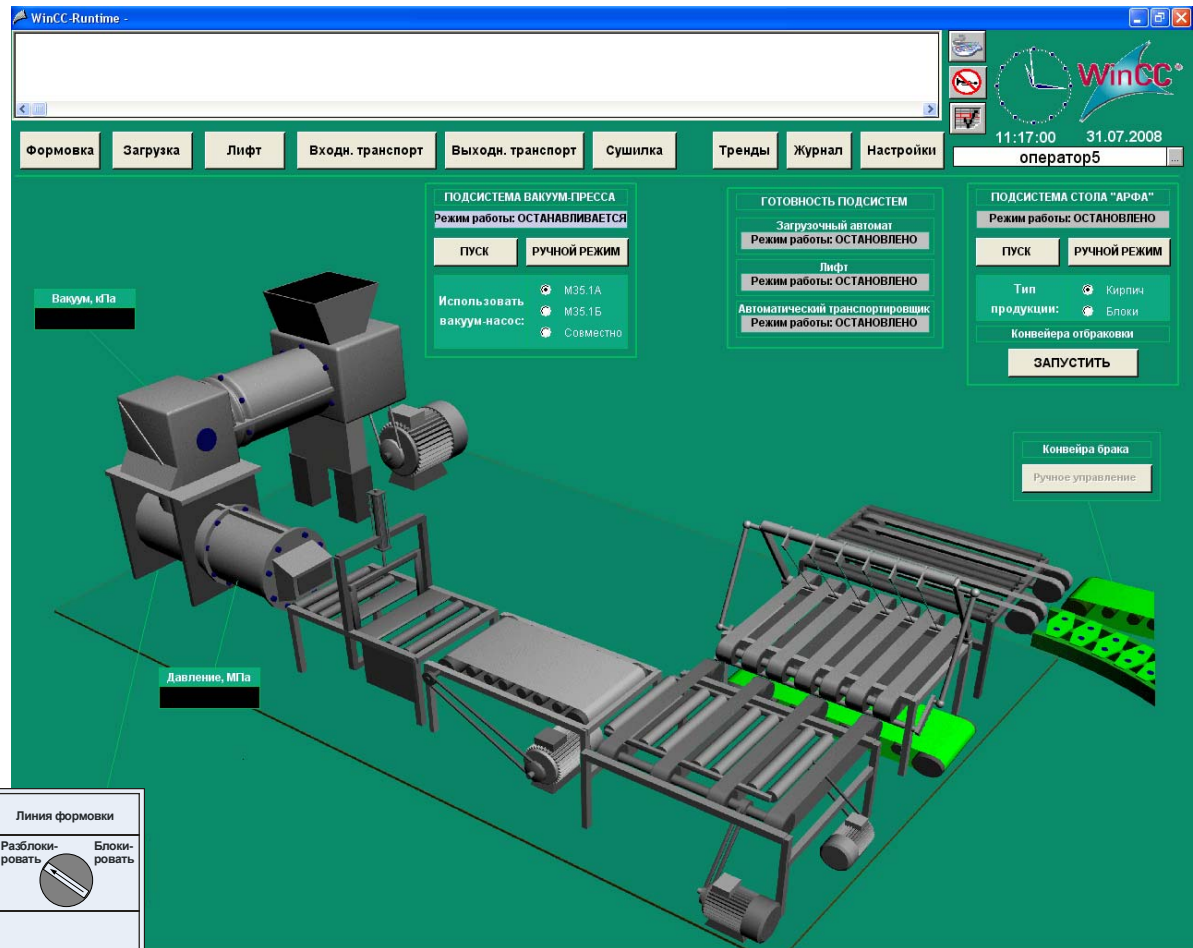 WinCC-Runtime -
WinCC
11:17:00 31.07.2008
оператор5
...
Формовка Загрузка Лифт Входн. транспорт Выходн. транспорт Сушилка Тренды Журнал Настройки
ПОДСИСТЕМА ВАКУУМ-ПРЕССА
Режим работы: ОСТАНАВЛИВАЕТСЯ
ПУСК РУЧНОЙ РЕЖИМ
Использовать
вакуум-насос:
М35.1А
М35.1Б
Совместно
ГОТОВНОСТЬ ПОДСИСТЕМ
Загрузочный автомат
Режим работы: ОСТАНОВЛЕНО
Лифт
Режим работы: ОСТАНОВЛЕНО
Автоматический транспортировщик
Режим работы: ОСТАНОВЛЕНО
ПОДСИСТЕМА СТОЛА "АРФА"
Режим работы: ОСТАНОВЛЕНО
ПУСК РУЧНОЙ РЕЖИМ
Тип
продукции:
Кирпич
Блоки
Конвейера отбраковки
ЗАПУСТИТЬ
Вакуум, кПа
Конвейра брака
Ручное управление
Давление, МПа
Линия формовки
Разблоки-
ровать
Блоки-
ровать